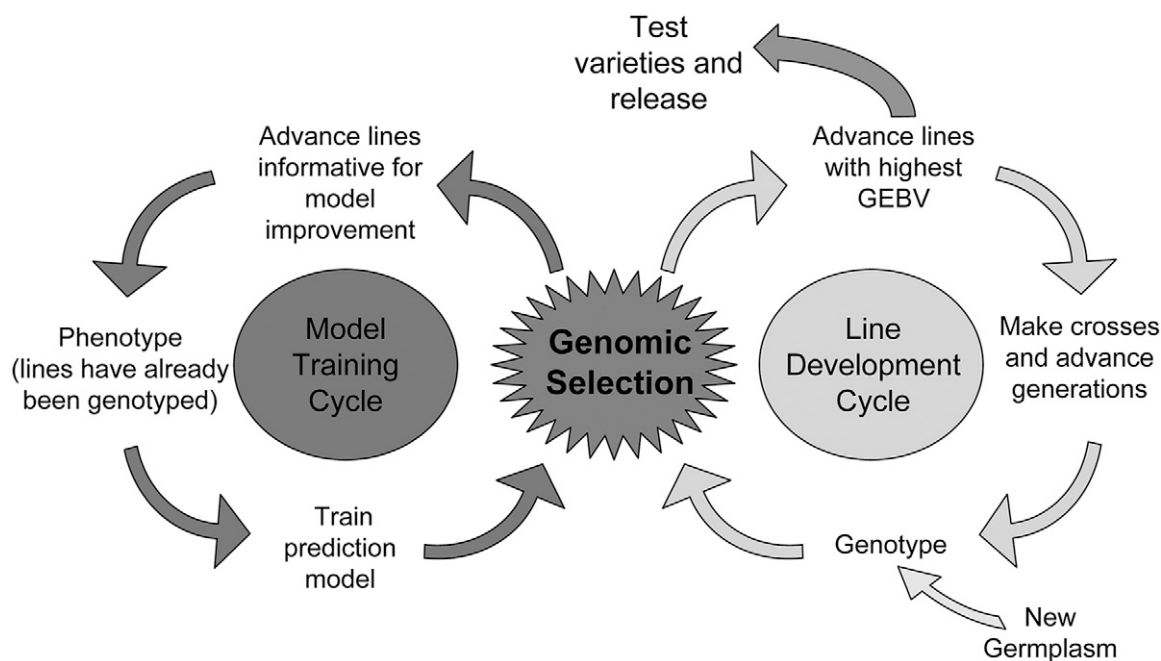 Test
varieties and
release
Advance lines
informative for
model
improvement
Advance lines
with highest
GEBV
Phenotype
(lines have already
been genotyped)
Model
Training
Cycle
Genomic
Selection
Line
Development
Cycle
Make crosses
and advance
generations
Train
prediction
model
Genotype
New
Germplasm